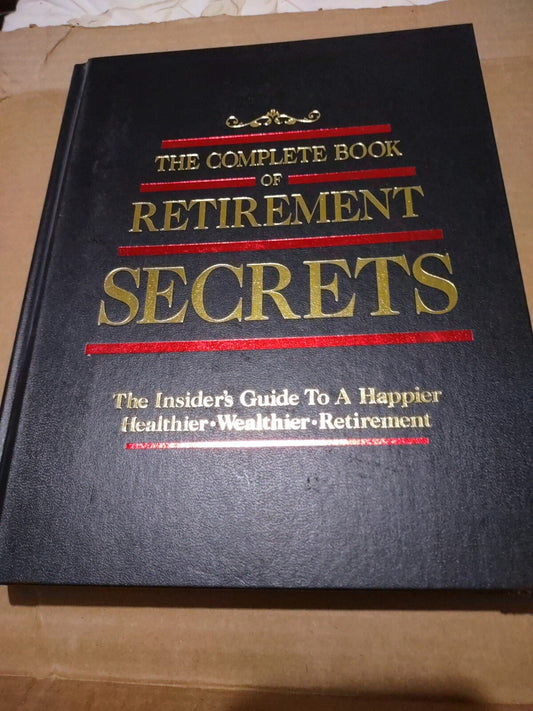 THE COMPLETE BOOK
OF
RETIREMENT
SECRETS
The Insider's Guide To A Happier
Healthier·Wealthier·Retirement